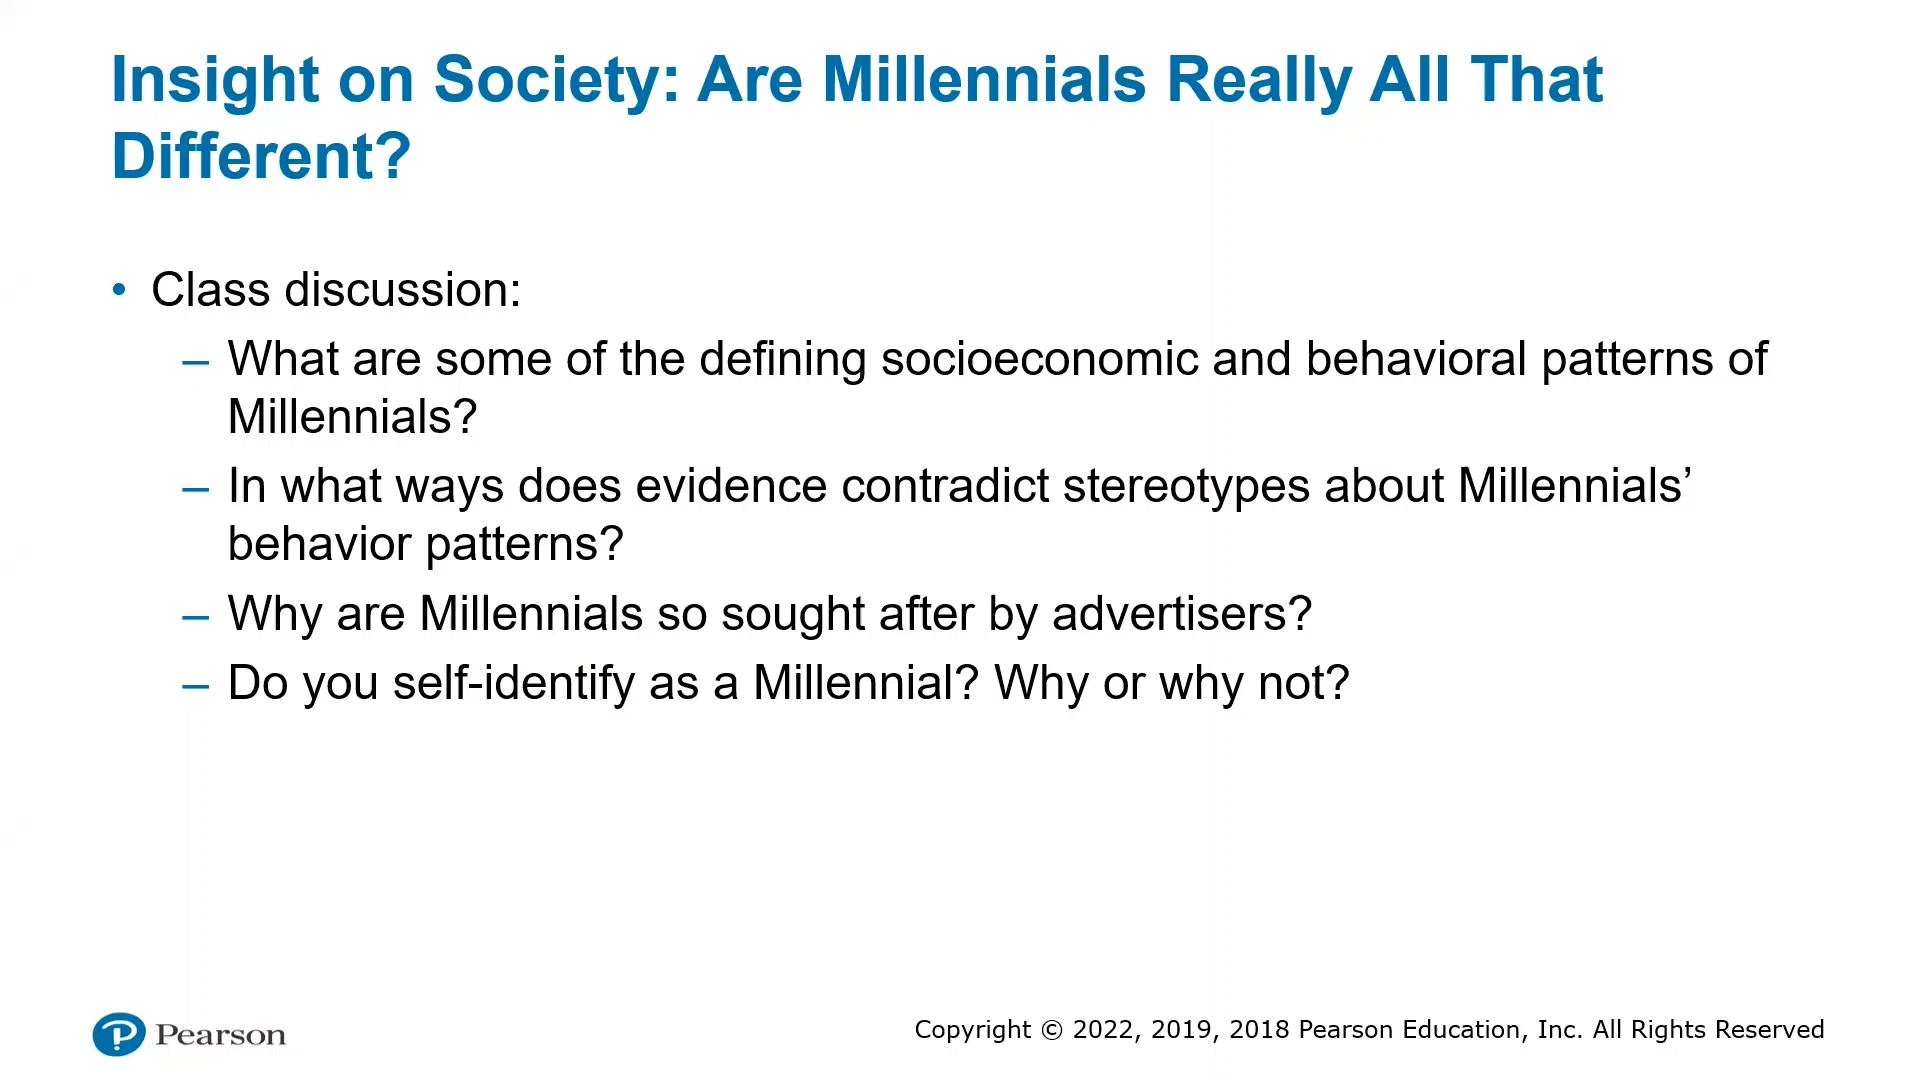 Insight on Society: Are Millennials Really All That
Different?
• Class discussion:
– What are some of the defining socioeconomic and behavioral patterns of
Millennials?
– In what ways does evidence contradict stereotypes about Millennials’
behavior patterns?
– Why are Millennials so sought after by advertisers?
– Do you self-identify as a Millennial? Why or why not?
Pearson
Copyright © 2022, 2019, 2018 Pearson Education, Inc. All Rights Reserved